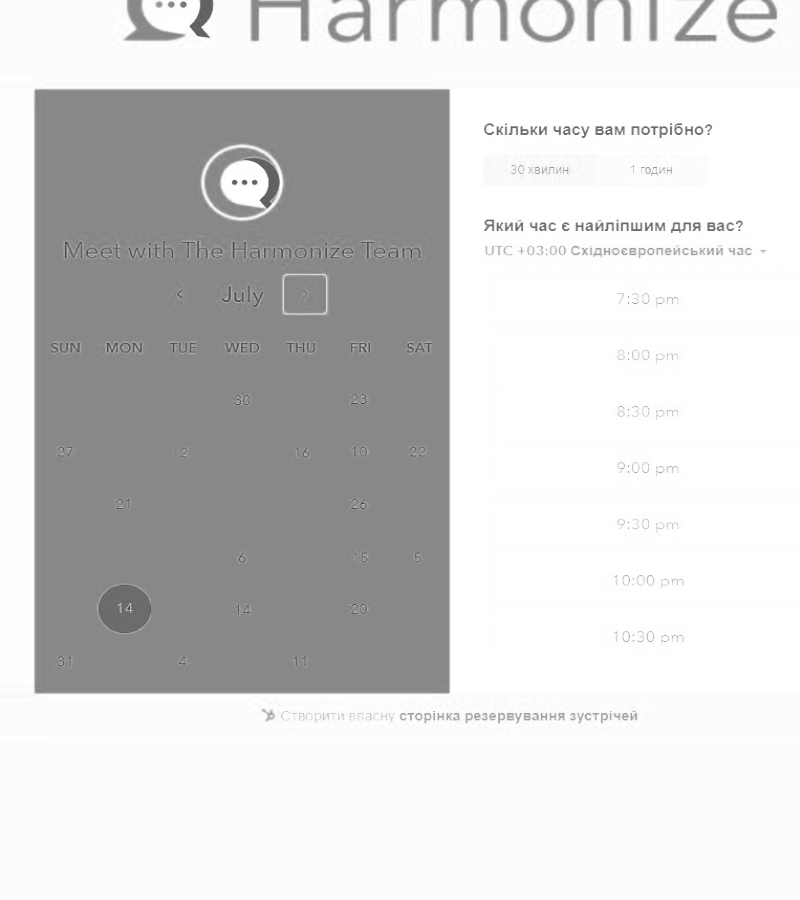 Harmonize
Meet with The Harmonize Team
July
SUN MON TUE WED THU FRI SAT
30 23
27 2 16 10 22
21 26
6 15 5
14 14 20
31 4 11
Скільки часу вам потрібно?
30 хвилин 1 годин
Який час є найліпшим для вас?
UTC +03:00 Східноєвропейський час
7:30 pm
8:00 pm
8:30 pm
9:00 pm
9:30 pm
10:00 pm
10:30 pm
Створити власну сторінка резервування зустрічей